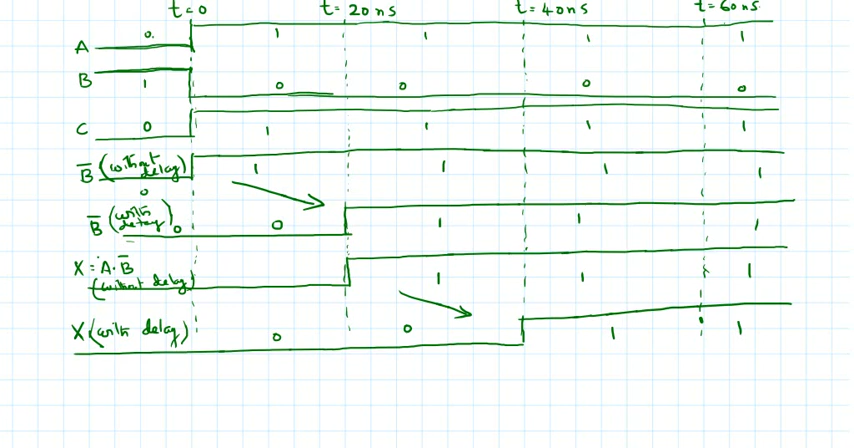 t=0 t= 20ns t=40ns t=60ns
A 0. 1 1 1 1
B 1 0 0 0 0
C 0 1 1 1 1
B̅ (without delay) 1 1 1 1
0
B̅ (with delay) 0 0 1 1 1
X = A·B̅ 1 1 1
(without delay)
X (with delay) 0 0 1 1